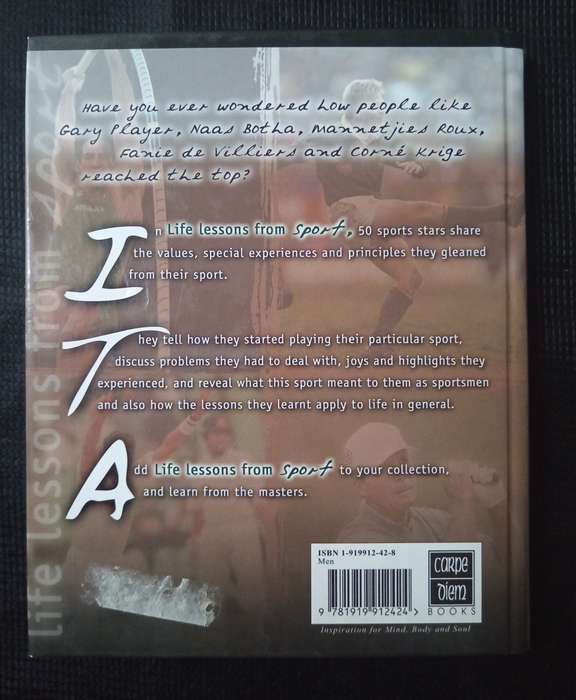 Have you ever wondered how people like
Gary Player, Naas Botha, Mannetjies Roux,
Fanie de Villiers and Corné Krige
reached the top?
In Life lessons from Sport, 50 sports stars share
the values, special experiences and principles they gleaned
from their sport.
They tell how they started playing their particular sport,
discuss problems they had to deal with, joys and highlights they
experienced, and reveal what this sport meant to them as sportsmen
and also how the lessons they learnt apply to life in general.
Add Life lessons from Sport to your collection,
and learn from the masters.
life lessons from sport
ISBN 1-919912-42-8
Men
9 781919 912424 >
carpe
diem
BOOKS
Inspiration for Mind, Body and Soul